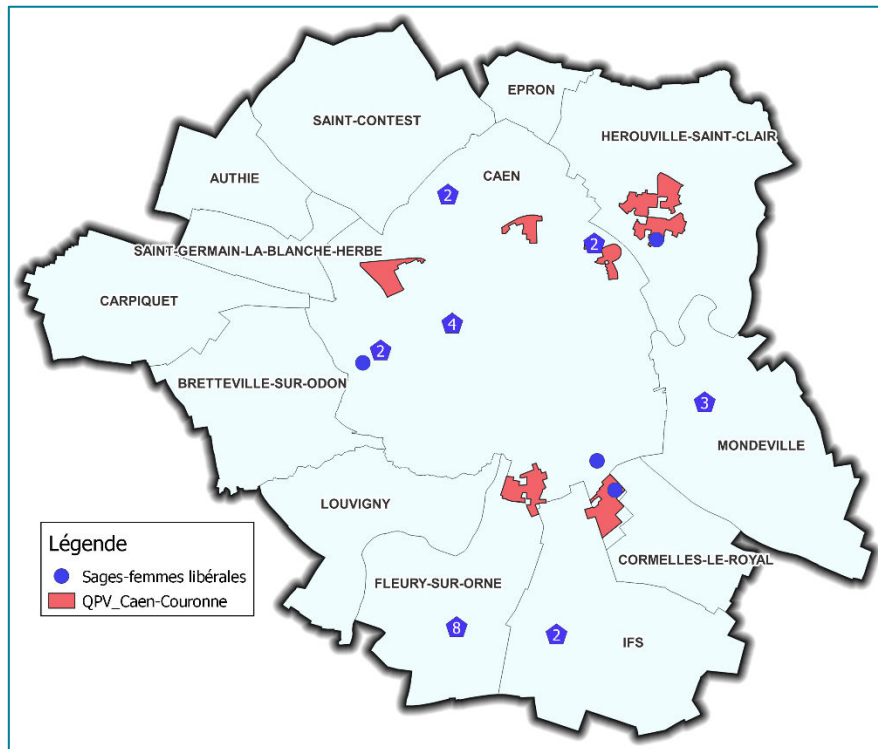 EPRON
SAINT-CONTEST
HEROUVILLE-SAINT-CLAIR
CAEN
AUTHIE
2
2
SAINT-GERMAIN-LA-BLANCHE-HERBE
CARPIQUET
4
2
BRETTEVILLE-SUR-ODON
3
MONDEVILLE
LOUVIGNY
CORMELLES-LE-ROYAL
FLEURY-SUR-ORNE
8
2
IFS
Légende
Sages-femmes libérales
QPV_Caen-Couronne